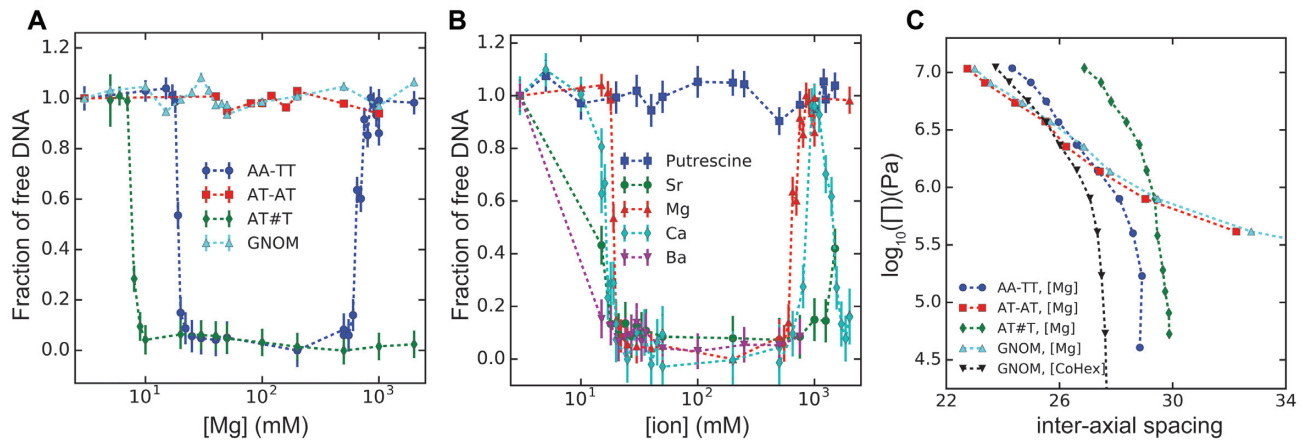 A
Fraction of free DNA
1.2
1.0
0.8
0.6
0.4
0.2
0.0
AA-TT
AT-AT
AT#T
GNOM
10¹ 10² 10³
[Mg] (mM)
B
Fraction of free DNA
1.2
1.0
0.8
0.6
0.4
0.2
0.0
Putrescine
Sr
Mg
Ca
Ba
10¹ 10² 10³
[ion] (mM)
C
log₁₀(Π)(Pa)
7.0
6.5
6.0
5.5
5.0
4.5
AA-TT, [Mg]
AT-AT, [Mg]
AT#T, [Mg]
GNOM, [Mg]
GNOM, [CoHex]
22 26 30 34
inter-axial spacing